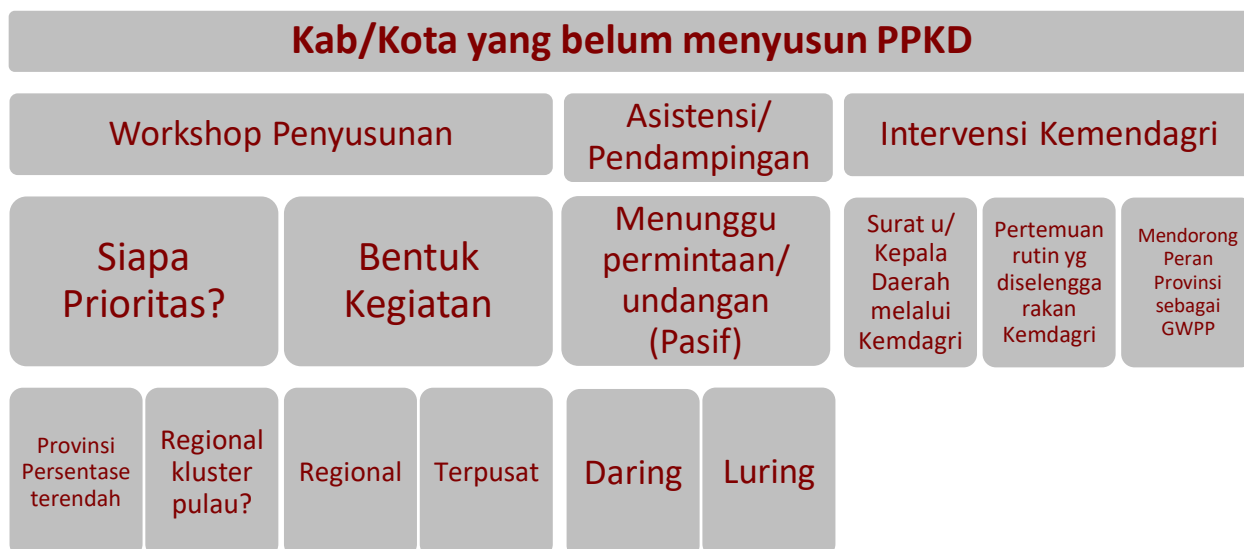 Kab/Kota yang belum menyusun PPKD
Workshop Penyusunan
Asistensi/
Pendampingan
Intervensi Kemendagri
Siapa
Prioritas?
Bentuk
Kegiatan
Menunggu
permintaan/
undangan
(Pasif)
Surat u/
Kepala
Daerah
melalui
Kemdagri
Pertemuan
rutin yg
diselengga
rakan
Kemdagri
Mendorong
Peran
Provinsi
sebagai
GWPP
Provinsi
Persentase
terendah
Regional
kluster
pulau?
Regional
Terpusat
Daring
Luring